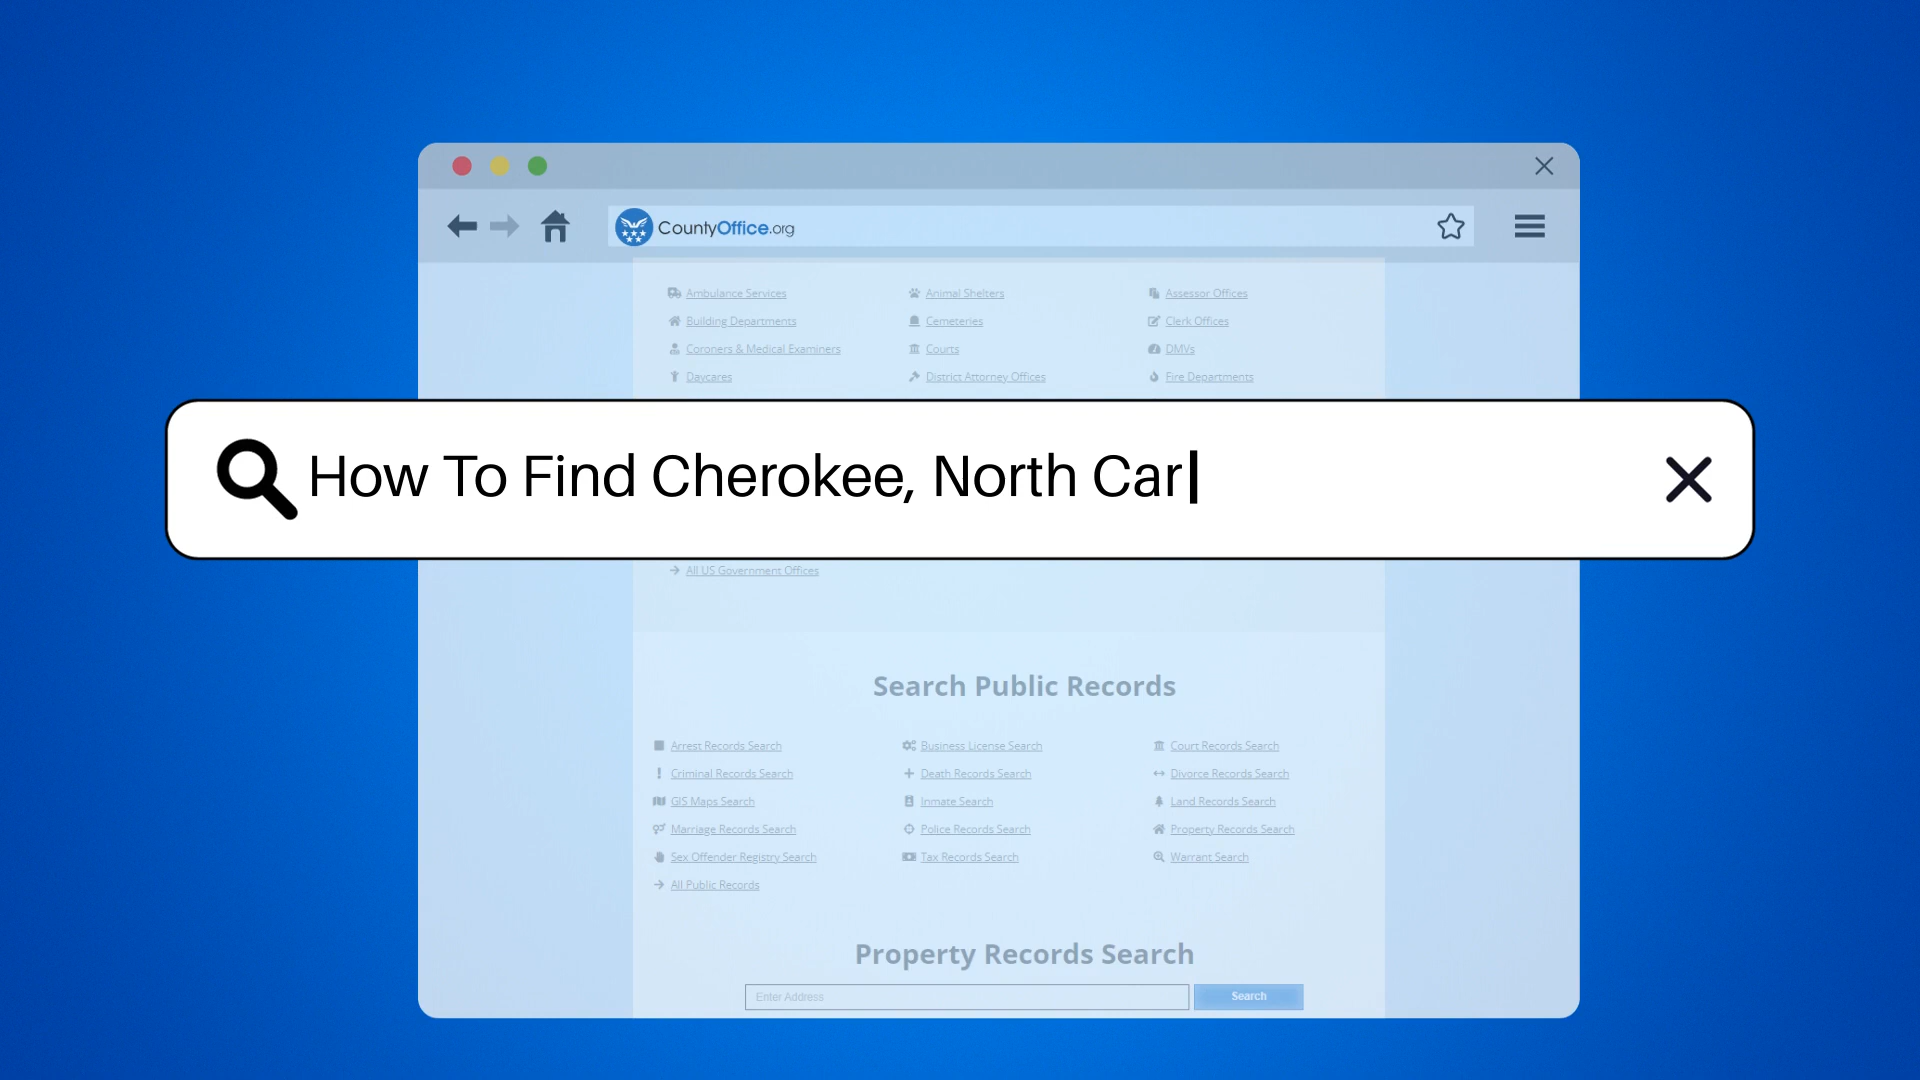 CountyOffice.org
Ambulance Services Animal Shelters Assessor Offices
Building Departments Cemeteries Clerk Offices
Coroners & Medical Examiners Courts DMVs
Daycares District Attorney Offices Fire Departments
How To Find Cherokee, North Car
All US Government Offices
Search Public Records
Arrest Records Search Business License Search Court Records Search
Criminal Records Search Death Records Search Divorce Records Search
GIS Maps Search Inmate Search Land Records Search
Marriage Records Search Police Records Search Property Records Search
Sex Offender Registry Search Tax Records Search Warrant Search
All Public Records
Property Records Search
Enter Address Search